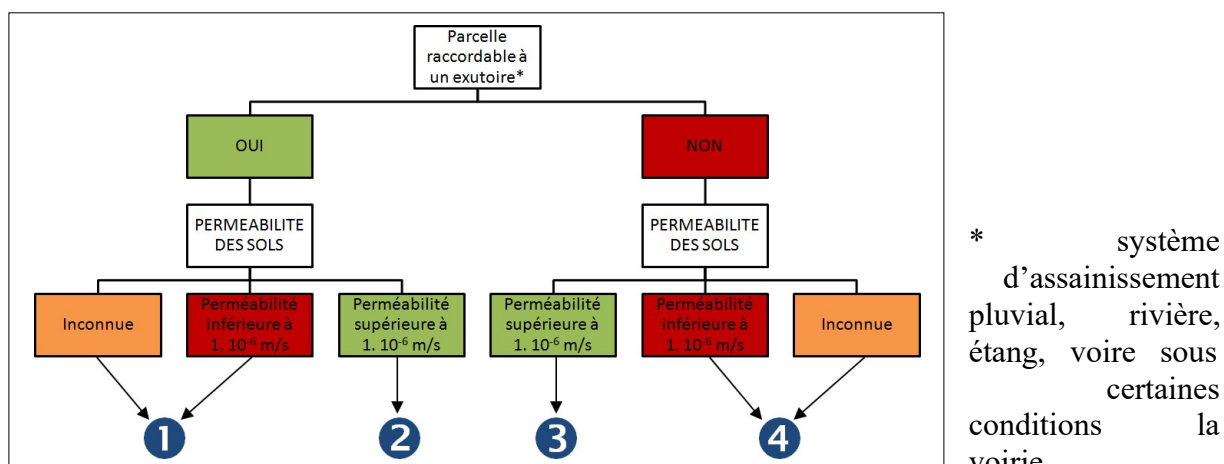 Parcelle
raccordable à
un exutoire*
OUI
NON
PERMEABILITE
DES SOLS
PERMEABILITE
DES SOLS
Inconnue
Perméabilité
inférieure à
1. 10⁻⁶ m/s
Perméabilité
supérieure à
1. 10⁻⁶ m/s
Perméabilité
supérieure à
1. 10⁻⁶ m/s
Perméabilité
inférieure à
1. 10⁻⁶ m/s
Inconnue
1
2
3
4
* système
d’assainissement
pluvial, rivière,
étang, voire sous
certaines
conditions la
voirie